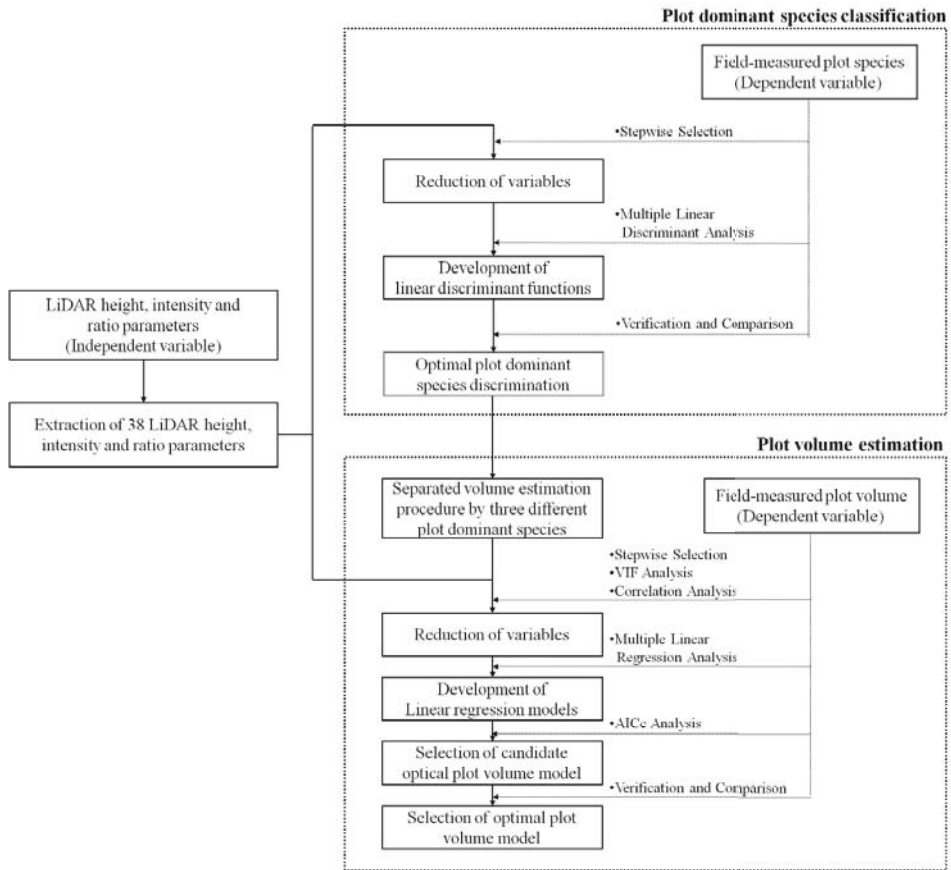 Plot dominant species classification
Field-measured plot species
(Dependent variable)
•Stepwise Selection
Reduction of variables
•Multiple Linear
Discriminant Analysis
Development of
linear discriminant functions
•Verification and Comparison
Optimal plot dominant
species discrimination
LiDAR height, intensity and
ratio parameters
(Independent variable)
Extraction of 38 LiDAR height,
intensity and ratio parameters
Plot volume estimation
Separated volume estimation
procedure by three different
plot dominant species
Field-measured plot volume
(Dependent variable)
•Stepwise Selection
•VIF Analysis
•Correlation Analysis
Reduction of variables
•Multiple Linear
Regression Analysis
Development of
Linear regression models
•AICc Analysis
Selection of candidate
optical plot volume model
•Verification and Comparison
Selection of optimal plot
volume model